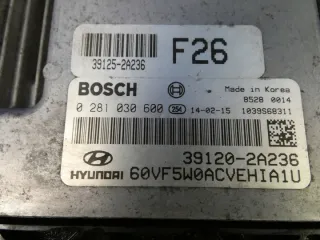 39125-2A236
F26
BOSCH
Made in Korea
8528 0014
0 281 030 600 264 14-02-15 1039S68311
39120-2A236
HYUNDAI 60VF5W0ACVEHIA1U